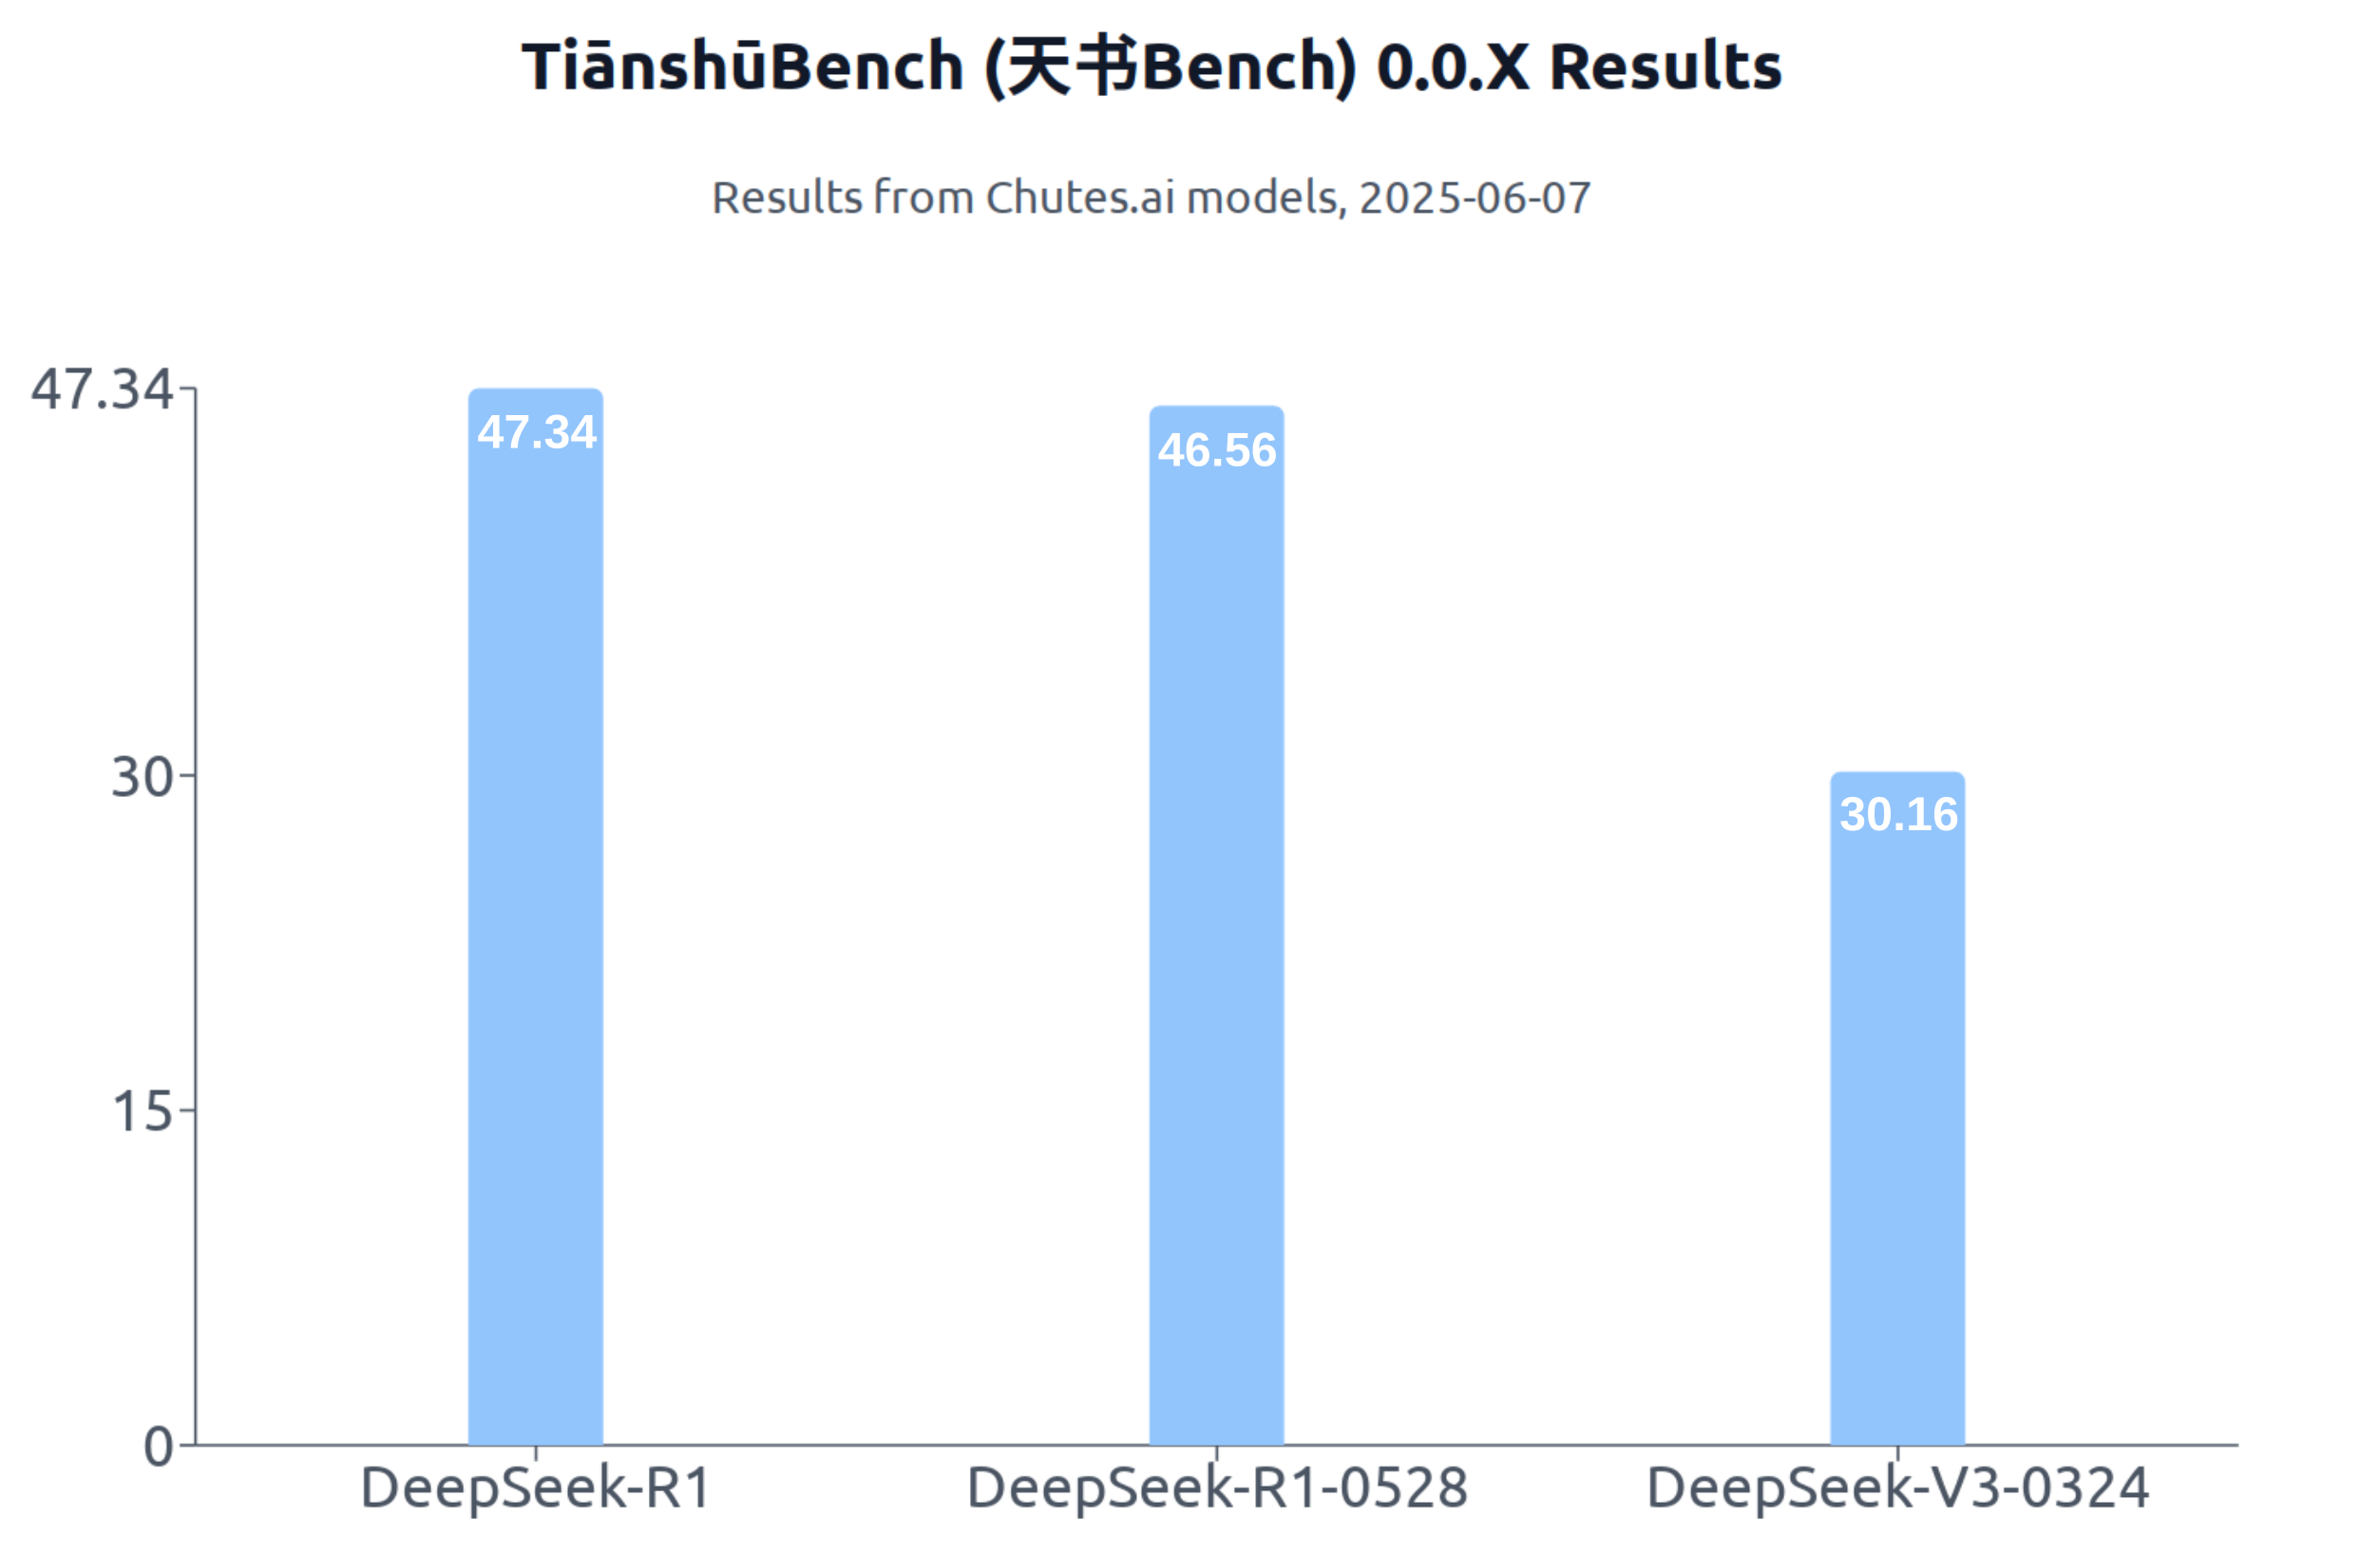 TiānshūBench (天书Bench) 0.0.X Results
Results from Chutes.ai models, 2025-06-07
47.34
47.34
46.56
30
30.16
15
0
DeepSeek-R1
DeepSeek-R1-0528
DeepSeek-V3-0324